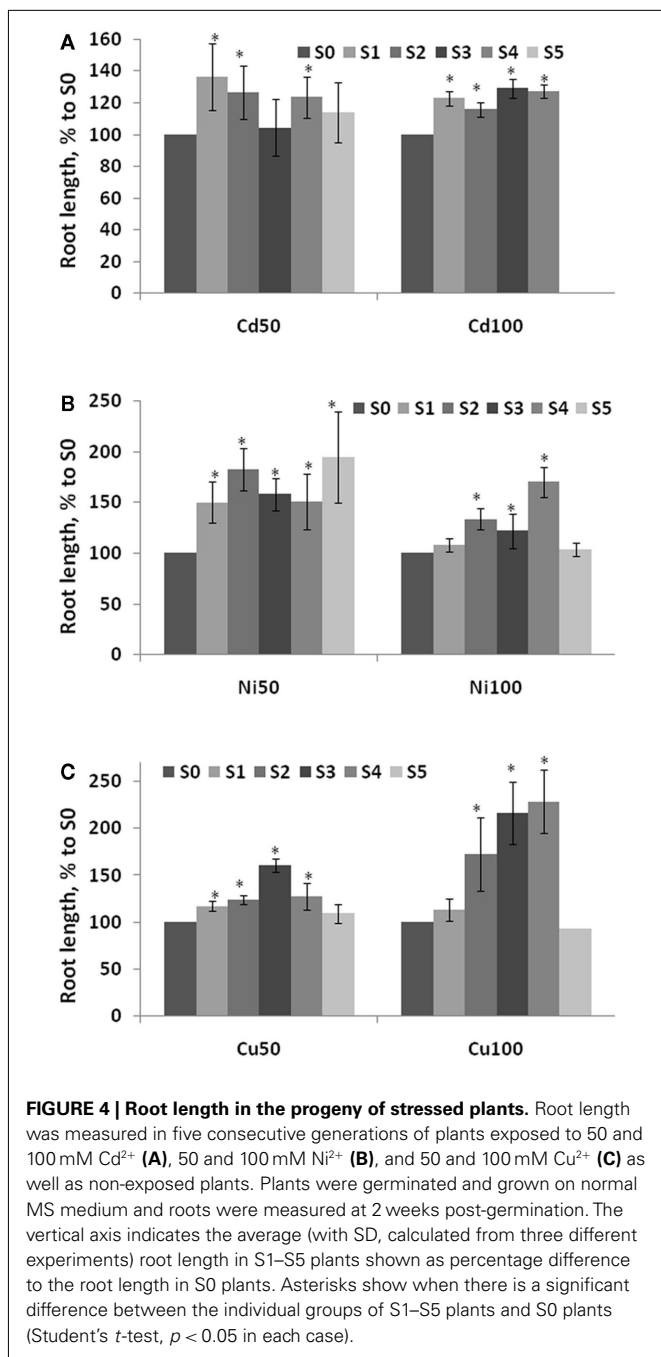 A
160
140
120
100
80
60
40
20
0
Root length, % to S0
S0 S1 S2 S3 S4 S5
* * * * * * *
Cd50 Cd100
B
250
200
150
100
50
0
Root length, % to S0
S0 S1 S2 S3 S4 S5
* * * * * * * *
Ni50 Ni100
C
250
200
150
100
50
0
Root length, % to S0
S0 S1 S2 S3 S4 S5
* * * * * * *
Cu50 Cu100
FIGURE 4 | Root length in the progeny of stressed plants. Root length
was measured in five consecutive generations of plants exposed to 50 and
100 mM Cd²⁺ (A), 50 and 100 mM Ni²⁺ (B), and 50 and 100 mM Cu²⁺ (C) as
well as non-exposed plants. Plants were germinated and grown on normal
MS medium and roots were measured at 2 weeks post-germination. The
vertical axis indicates the average (with SD, calculated from three different
experiments) root length in S1–S5 plants shown as percentage difference
to the root length in S0 plants. Asterisks show when there is a significant
difference between the individual groups of S1–S5 plants and S0 plants
(Student's t-test, p < 0.05 in each case).